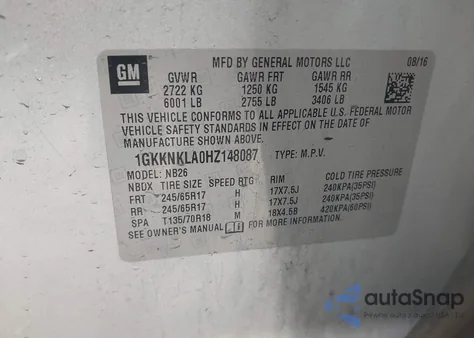 GM
MFD BY GENERAL MOTORS LLC 08/16
GVWR GAWR FRT GAWR RR
2722 KG 1250 KG 1545 KG
6001 LB 2755 LB 3406 LB
THIS VEHICLE CONFORMS TO ALL APPLICABLE U.S. FEDERAL MOTOR
VEHICLE SAFETY STANDARDS IN EFFECT ON THE DATE OF
MANUFACTURE SHOWN ABOVE.
1GKKNKLA0HZ148087 TYPE: M.P.V.
MODEL: NB26
NBDX TIRE SIZE SPEED RTG RIM COLD TIRE PRESSURE
FRT 245/65R17 H 17X7.5J 240KPA(35PSI)
RR 245/65R17 H 17X7.5J 240KPA(35PSI)
SPA T135/70R18 M 18X4.5B 420KPA(60PSI)
SEE OWNER'S MANUAL FOR MORE INFORMATION.
autoSnap